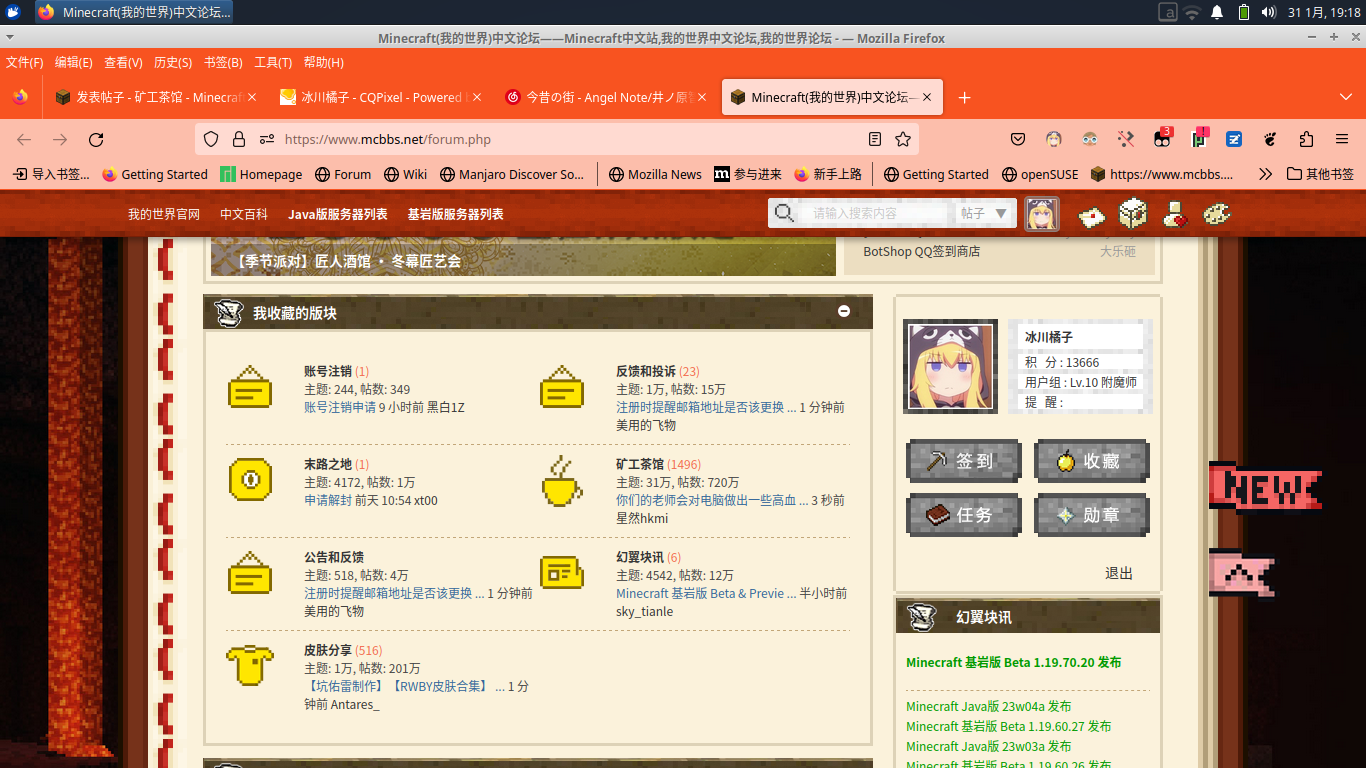 Minecraft(我的世界)中文论坛...
31 1月, 19:18
Minecraft(我的世界)中文论坛——Minecraft中文站,我的世界中文论坛,我的世界论坛 - — Mozilla Firefox
文件(F) 编辑(E) 查看(V) 历史(S) 书签(B) 工具(T) 帮助(H)
发表帖子 - 矿工茶馆 - Minecraf
冰川橘子 - CQPixel - Powered
今昔の街 - Angel Note/井ノ原
Minecraft(我的世界)中文论坛—
https://www.mcbbs.net/forum.php
3
导入书签... Getting Started Homepage Forum Wiki Manjaro Discover So... Mozilla News 参与进来 新手上路 Getting Started openSUSE https://www.mcbbs.... 其他书签
我的世界官网 中文百科 Java版服务器列表 基岩版服务器列表
请输入搜索内容 帖子
【季节派对】匠人酒馆 · 冬幕匠艺会
BotShop QQ签到商店 大乐砸
我收藏的版块
账号注销 (1)
主题: 244, 帖数: 349
账号注销申请 9 小时前 黑白1Z
反馈和投诉 (23)
主题: 1万, 帖数: 15万
注册时提醒邮箱地址是否该更换 ... 1 分钟前
美用的飞物
末路之地 (1)
主题: 4172, 帖数: 1万
申请解封 前天 10:54 xt00
矿工茶馆 (1496)
主题: 31万, 帖数: 720万
你们的老师会对电脑做出一些高血 ... 3 秒前
星然hkmi
公告和反馈
主题: 518, 帖数: 4万
注册时提醒邮箱地址是否该更换 ... 1 分钟前
美用的飞物
幻翼块讯 (6)
主题: 4542, 帖数: 12万
Minecraft 基岩版 Beta & Previe ... 半小时前
sky_tianle
皮肤分享 (516)
主题: 1万, 帖数: 201万
【坑佑雷制作】【RWBY皮肤合集】 ... 1 分
钟前 Antares_
冰川橘子
积 分 : 13666
用户组 : Lv.10 附魔师
提 醒 :
签到 收藏
任务 勋章
退出
NEW
幻翼块讯
Minecraft 基岩版 Beta 1.19.70.20 发布
Minecraft Java版 23w04a 发布
Minecraft 基岩版 Beta 1.19.60.27 发布
Minecraft Java版 23w03a 发布
Minecraft 基岩版 Beta 1.19.60.26 发布